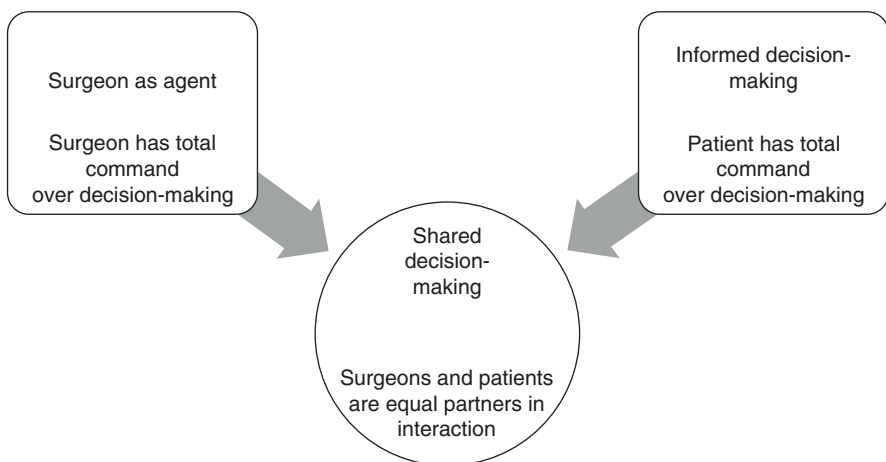 Surgeon as agent
Surgeon has total
command
over decision-making
Informed decision-
making
Patient has total
command
over decision-making
Shared
decision-
making
Surgeons and patients
are equal partners in
interaction